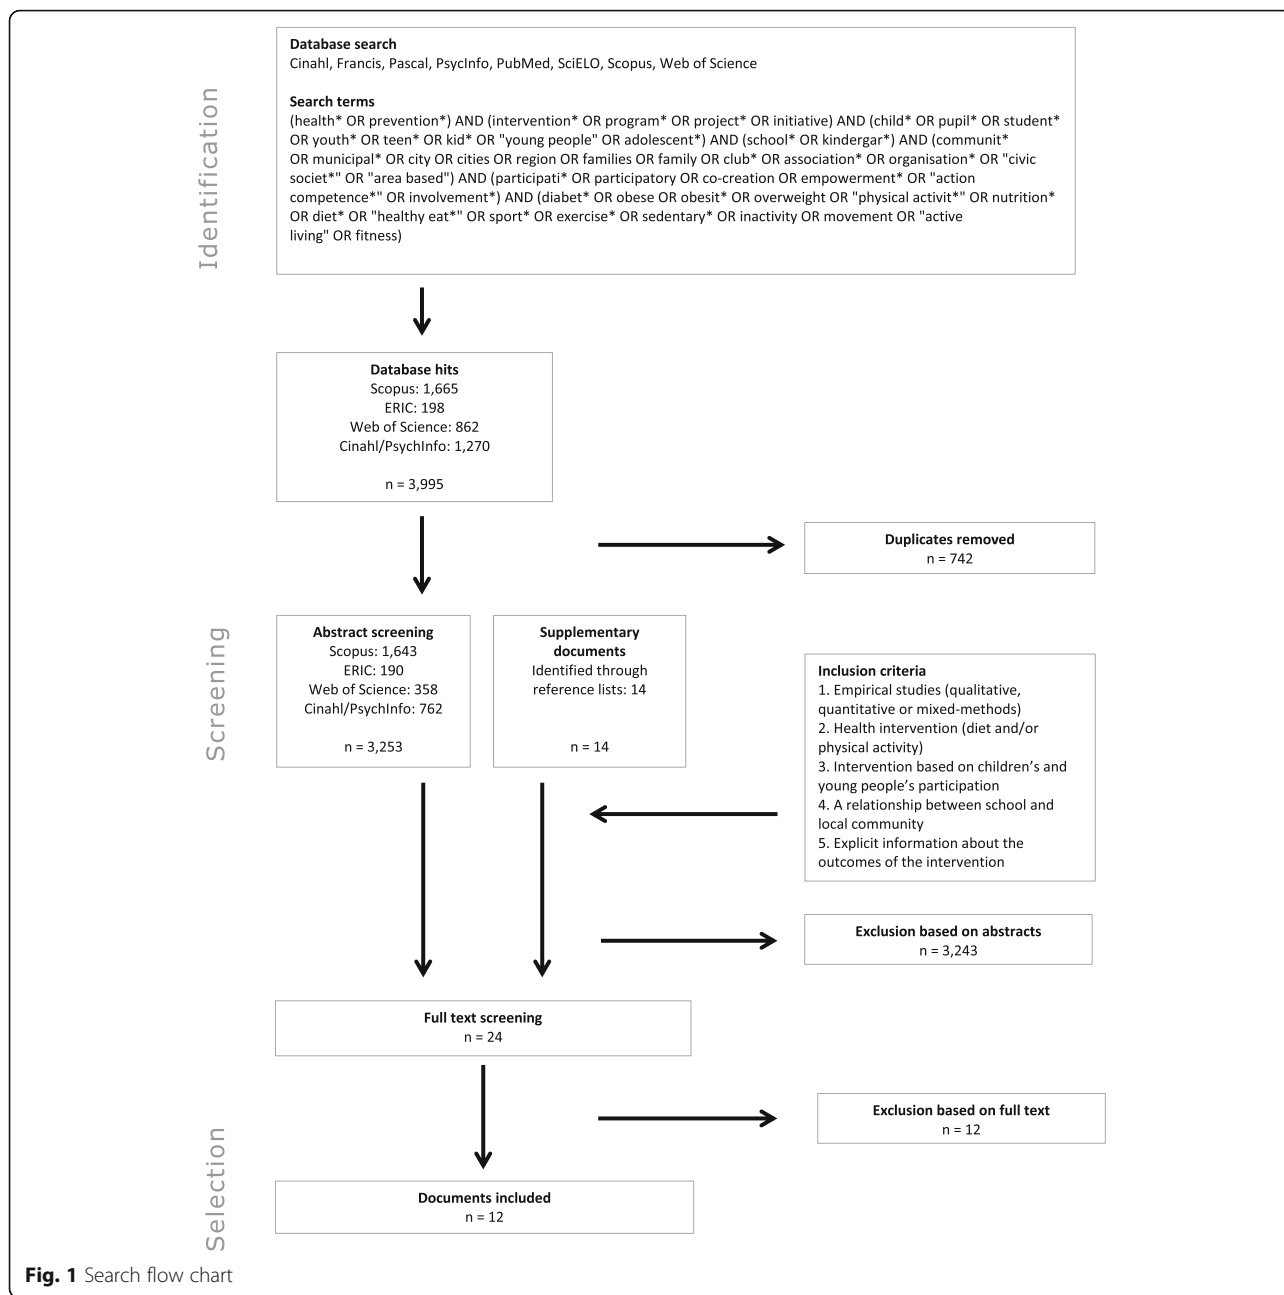 Identification
Database search
Cinahl, Francis, Pascal, PsycInfo, PubMed, SciELO, Scopus, Web of Science
Search terms
(health* OR prevention*) AND (intervention* OR program* OR project* OR initiative) AND (child* OR pupil* OR student*
OR youth* OR teen* OR kid* OR "young people" OR adolescent*) AND (school* OR kindergar*) AND (communit*
OR municipal* OR city OR cities OR region OR families OR family OR club* OR association* OR organisation* OR "civic
societ*" OR "area based") AND (participati* OR participatory OR co-creation OR empowerment* OR "action
competence*" OR involvement*) AND (diabet* OR obese OR obesit* OR overweight OR "physical activit*" OR nutrition*
OR diet* OR "healthy eat*" OR sport* OR exercise* OR sedentary* OR inactivity OR movement OR "active
living" OR fitness)
Database hits
Scopus: 1,665
ERIC: 198
Web of Science: 862
Cinahl/PsychInfo: 1,270
n = 3,995
Duplicates removed
n = 742
Screening
Abstract screening
Scopus: 1,643
ERIC: 190
Web of Science: 358
Cinahl/PsychInfo: 762
n = 3,253
Supplementary
documents
Identified through
reference lists: 14
n = 14
Inclusion criteria
1. Empirical studies (qualitative,
quantitative or mixed-methods)
2. Health intervention (diet and/or
physical activity)
3. Intervention based on children’s and
young people’s participation
4. A relationship between school and
local community
5. Explicit information about the
outcomes of the intervention
Exclusion based on abstracts
n = 3,243
Full text screening
n = 24
Exclusion based on full text
n = 12
Selection
Documents included
n = 12
Fig. 1 Search flow chart